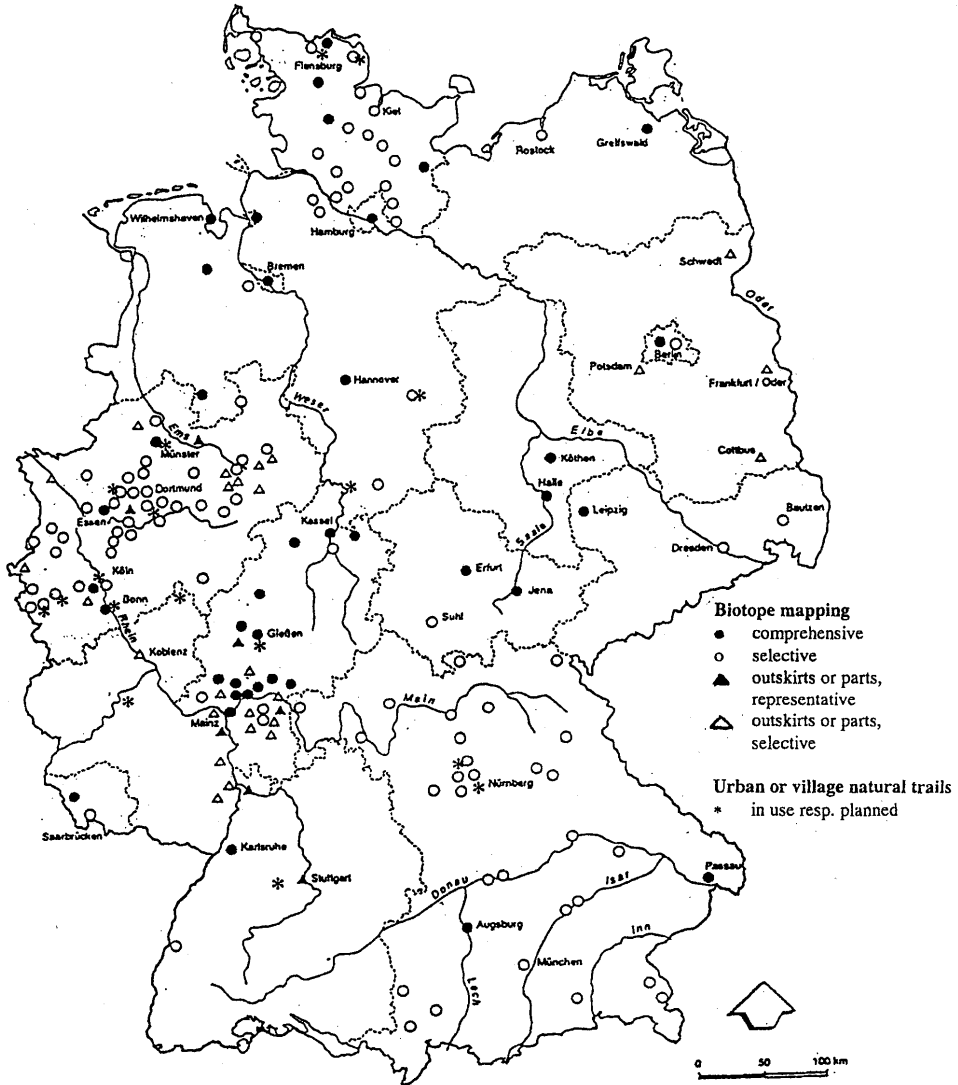 Flensburg
Kiel
Rostock
Greifswald
Wilhelmshaven
Hamburg
Bremen
Schwedt
Oder
Berlin
Potsdam
Frankfurt / Oder
Hannover
Weser
Ems
Münster
Elbe
Cottbus
Köthen
Dortmund
Halle
Essen
Leipzig
Bautzen
Kassel
Saale
Dresden
Köln
Erfurt
Jena
Bonn
Rhein
Suhl
Gießen
Koblenz
Main
Mainz
Nürnberg
Saarbrücken
Karlsruhe
Stuttgart
Donau
Isar
Passau
Augsburg
Inn
München
Lech
Biotope mapping
comprehensive
selective
outskirts or parts,
representative
outskirts or parts,
selective
Urban or village natural trails
* in use resp. planned
0 50 100 km